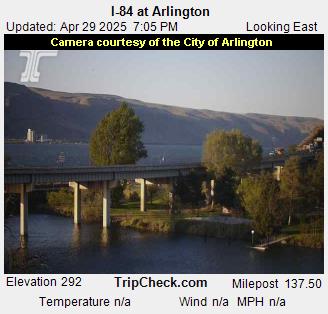 I-84 at Arlington
Updated: Apr 29 2025 7:05 PM Looking East
Camera courtesy of the City of Arlington
Elevation 292 TripCheck.com Milepost 137.50
Temperature n/a Wind n/a MPH n/a